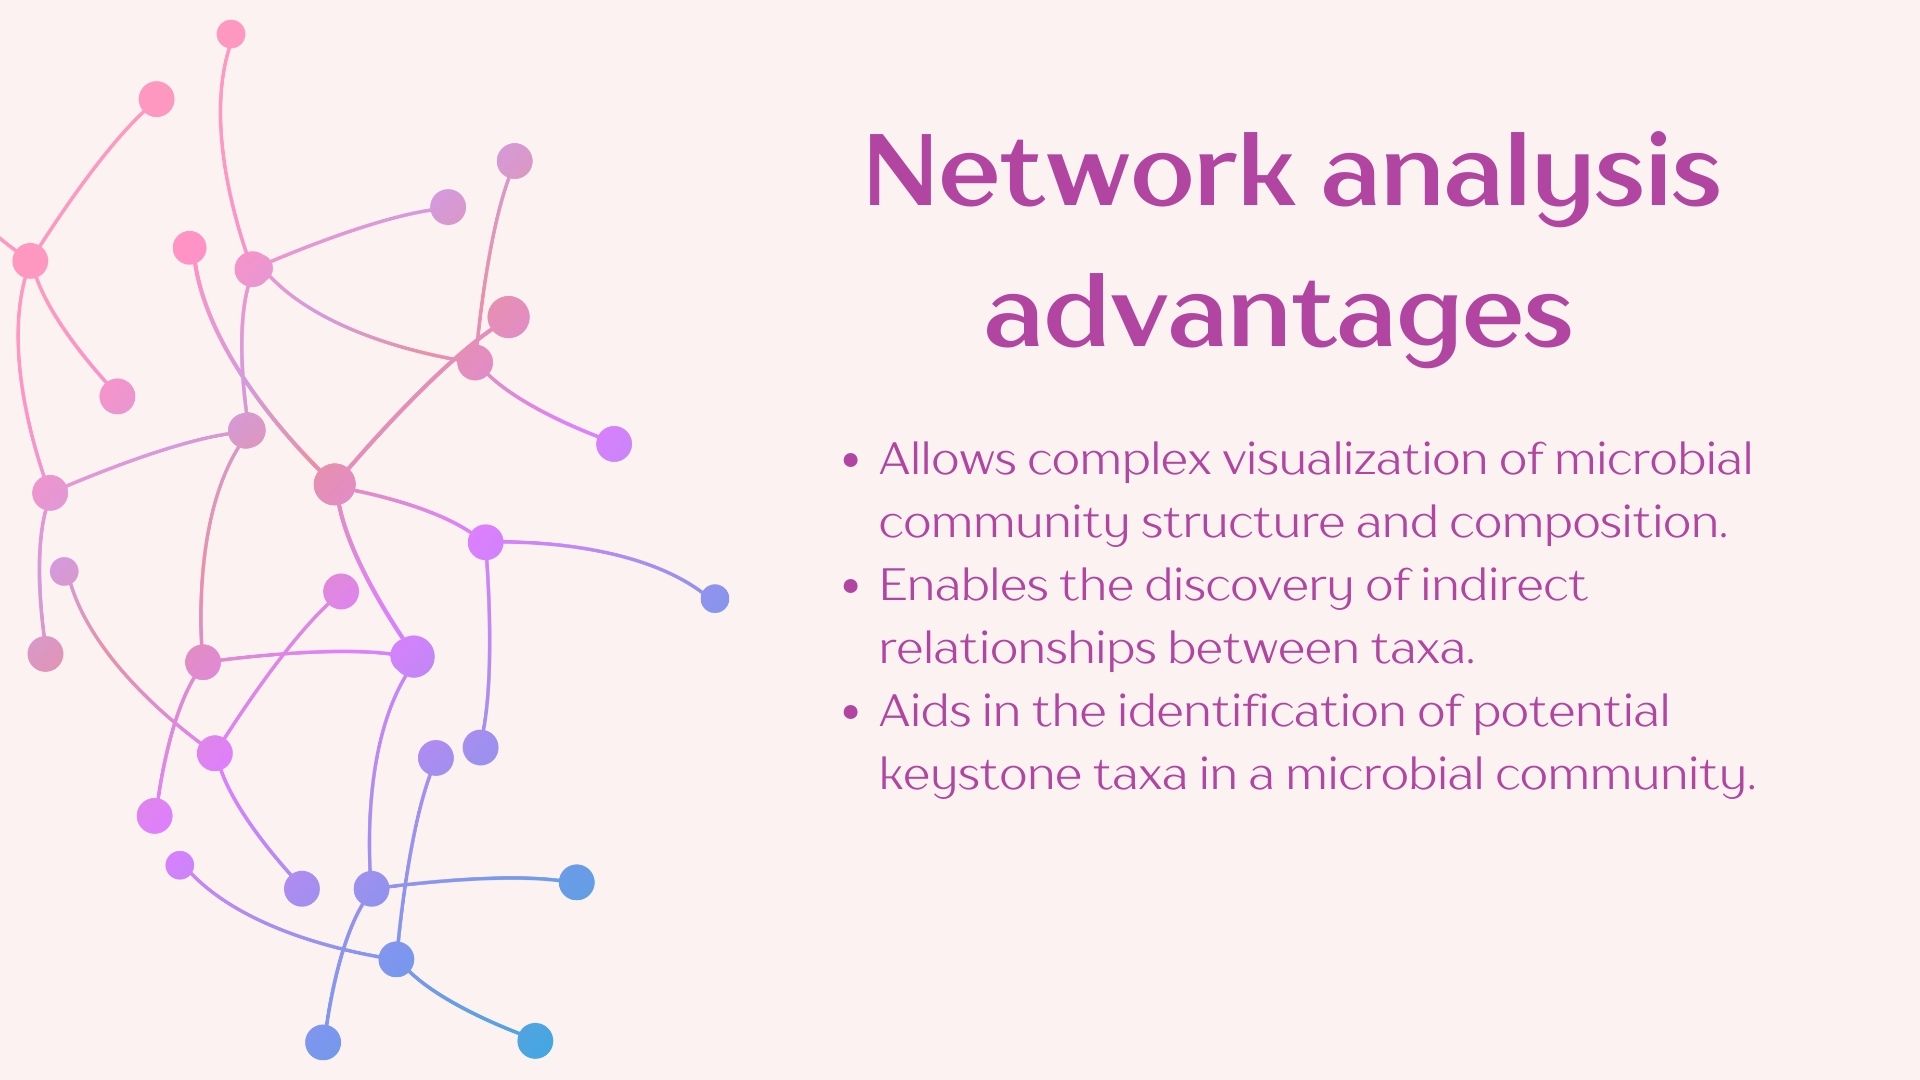 Network analysis
advantages
• Allows complex visualization of microbial
community structure and composition.
• Enables the discovery of indirect
relationships between taxa.
• Aids in the identification of potential
keystone taxa in a microbial community.